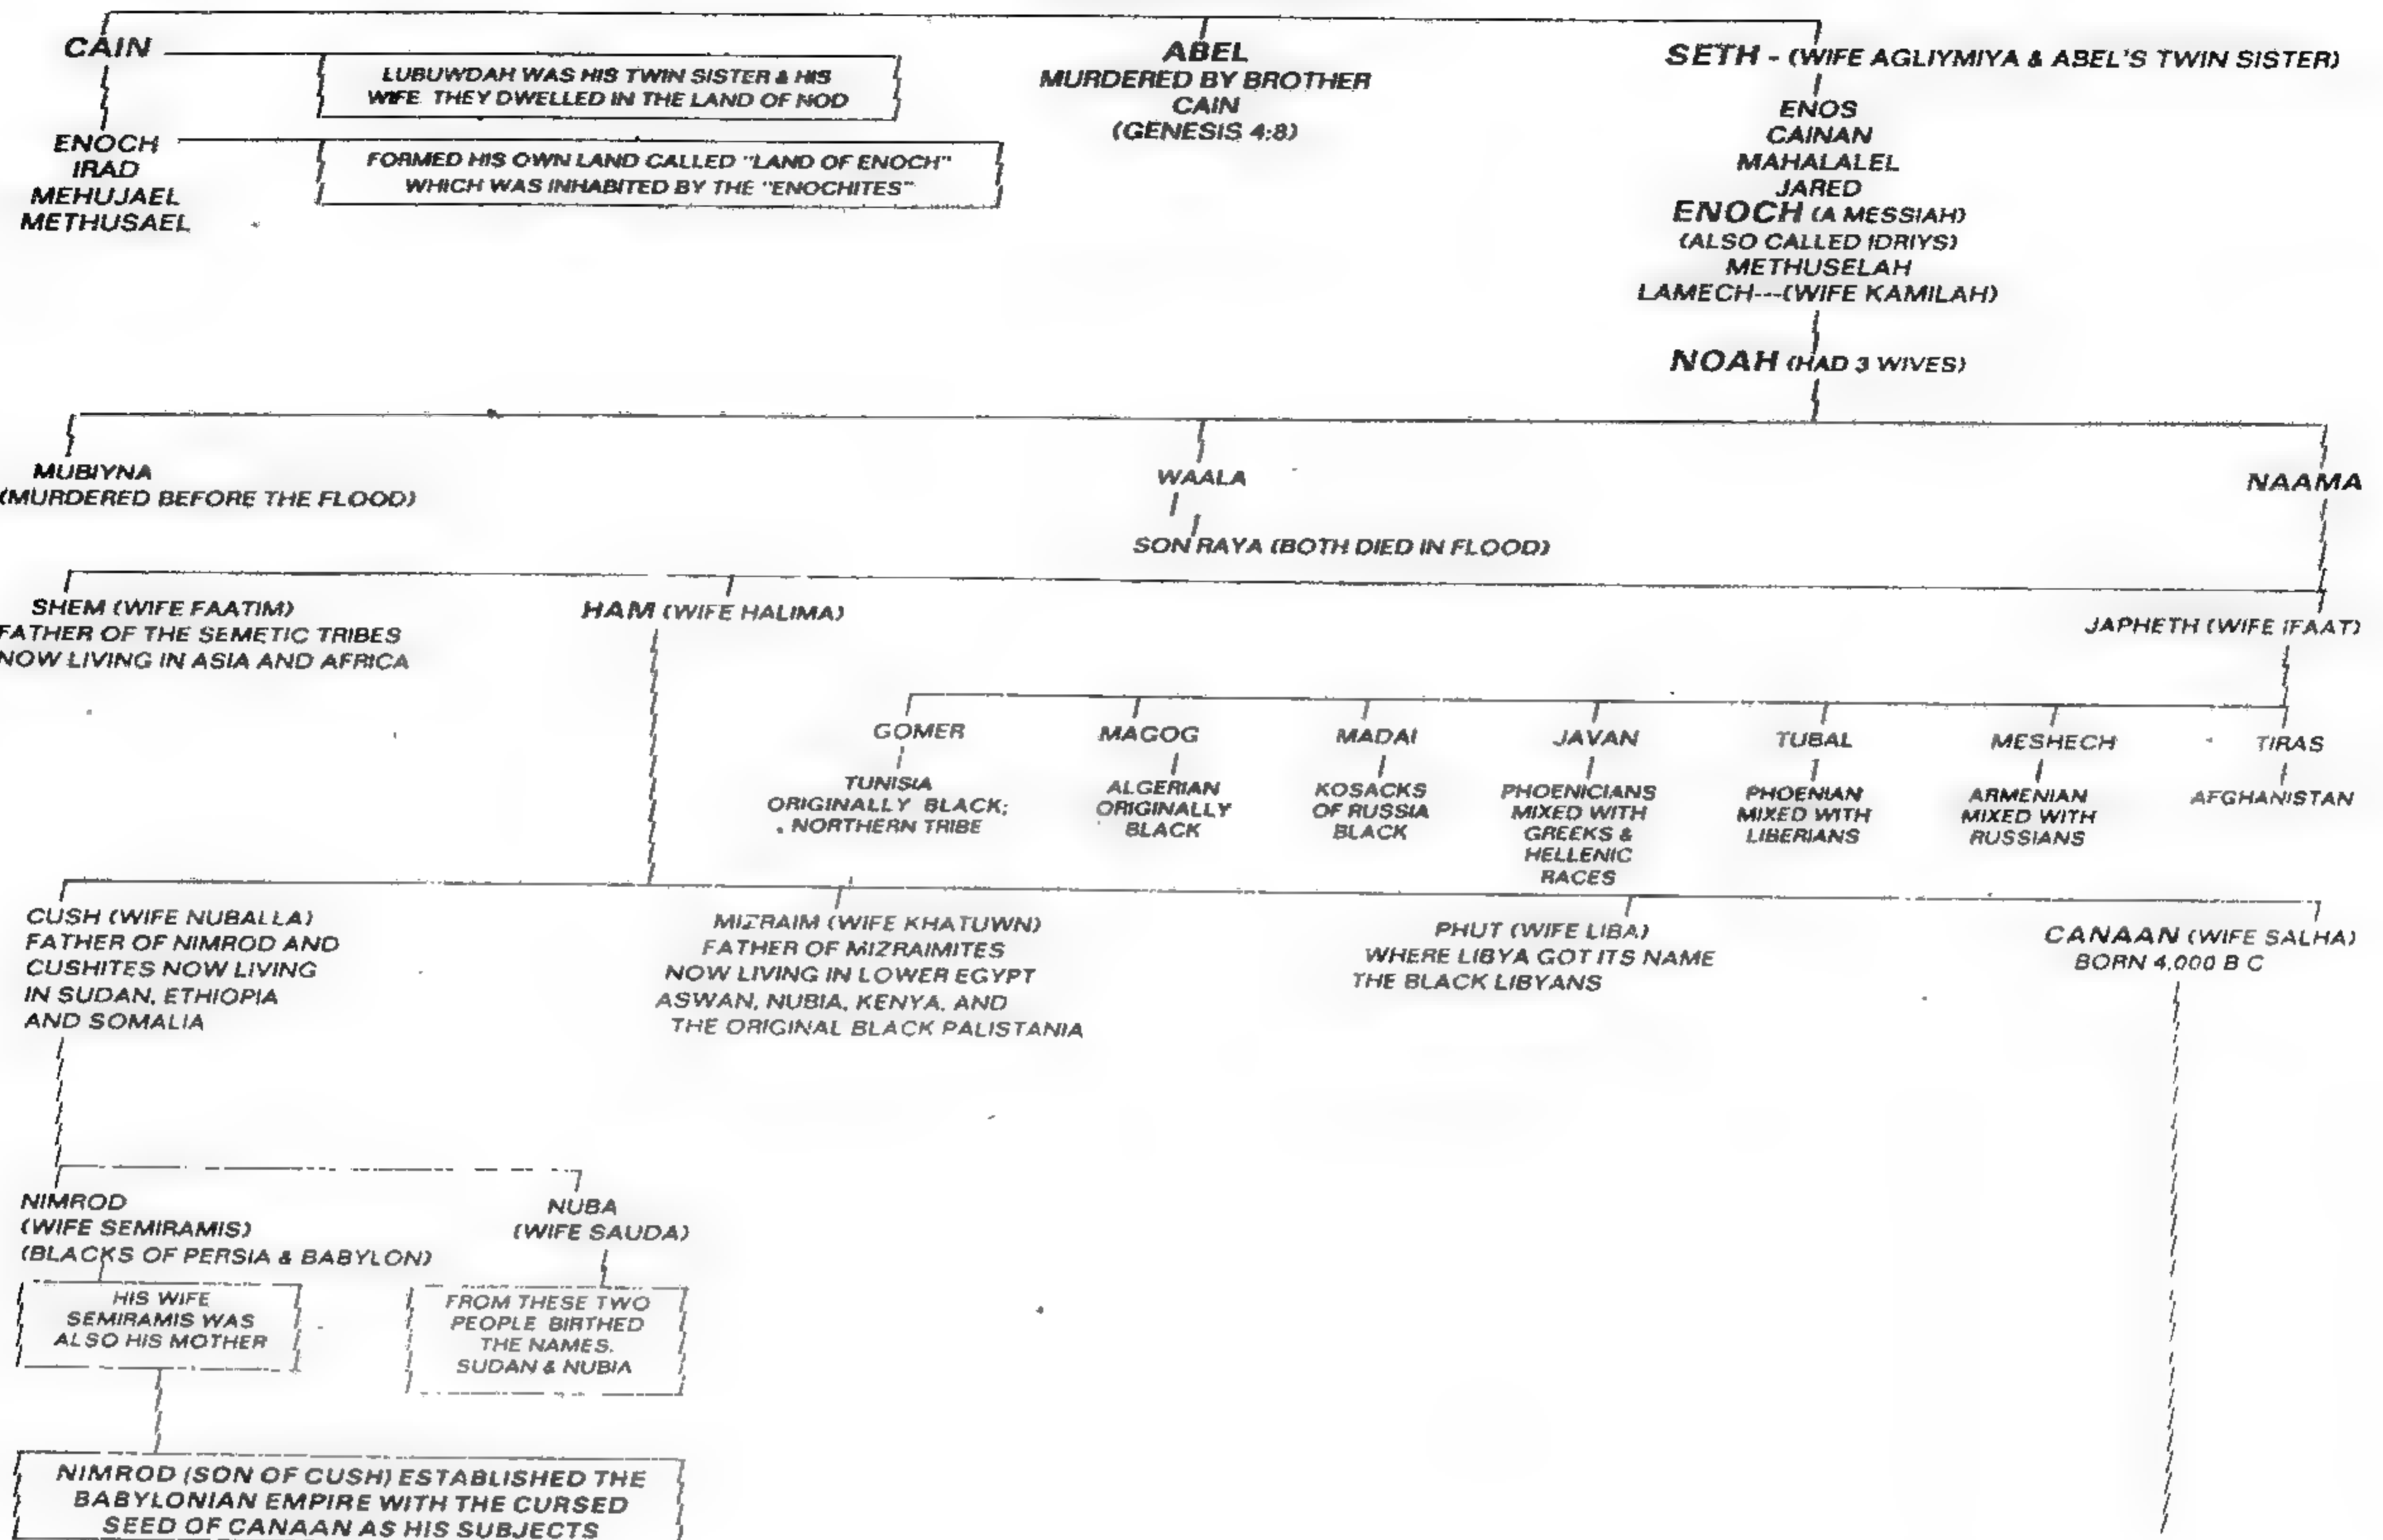 CAIN
LUBUWDAH WAS HIS TWIN SISTER & HIS
WIFE THEY DWELLED IN THE LAND OF NOD
ENOCH
IRAD
MEHUJAEL
METHUSAEL
FORMED HIS OWN LAND CALLED "LAND OF ENOCH"
WHICH WAS INHABITED BY THE "ENOCHITES"
ABEL
MURDERED BY BROTHER
CAIN
(GENESIS 4:8)
SETH - (WIFE AGLIYMIYA & ABEL'S TWIN SISTER)
ENOS
CAINAN
MAHALALEL
JARED
ENOCH (A MESSIAH)
(ALSO CALLED IDRIYS)
METHUSELAH
LAMECH---(WIFE KAMILAH)
NOAH (HAD 3 WIVES)
MUBIYNA
(MURDERED BEFORE THE FLOOD)
WAALA
SON RAYA (BOTH DIED IN FLOOD)
NAAMA
SHEM (WIFE FAATIM)
FATHER OF THE SEMETIC TRIBES
NOW LIVING IN ASIA AND AFRICA
HAM (WIFE HALIMA)
JAPHETH (WIFE IFAAT)
GOMER
TUNISIA
ORIGINALLY BLACK;
NORTHERN TRIBE
MAGOG
ALGERIAN
ORIGINALLY
BLACK
MADAI
KOSACKS
OF RUSSIA
BLACK
JAVAN
PHOENICIANS
MIXED WITH
GREEKS &
HELLENIC
RACES
TUBAL
PHOENIAN
MIXED WITH
LIBERIANS
MESHECH
ARMENIAN
MIXED WITH
RUSSIANS
TIRAS
AFGHANISTAN
CUSH (WIFE NUBALLA)
FATHER OF NIMROD AND
CUSHITES NOW LIVING
IN SUDAN, ETHIOPIA
AND SOMALIA
MIZRAIM (WIFE KHATUWN)
FATHER OF MIZRAIMITES
NOW LIVING IN LOWER EGYPT
ASWAN, NUBIA, KENYA, AND
THE ORIGINAL BLACK PALISTANIA
PHUT (WIFE LIBA)
WHERE LIBYA GOT ITS NAME
THE BLACK LIBYANS
CANAAN (WIFE SALHA)
BORN 4,000 B C
NIMROD
(WIFE SEMIRAMIS)
(BLACKS OF PERSIA & BABYLON)
HIS WIFE
SEMIRAMIS WAS
ALSO HIS MOTHER
NUBA
(WIFE SAUDA)
FROM THESE TWO
PEOPLE BIRTHED
THE NAMES.
SUDAN & NUBIA
NIMROD (SON OF CUSH) ESTABLISHED THE
BABYLONIAN EMPIRE WITH THE CURSED
SEED OF CANAAN AS HIS SUBJECTS